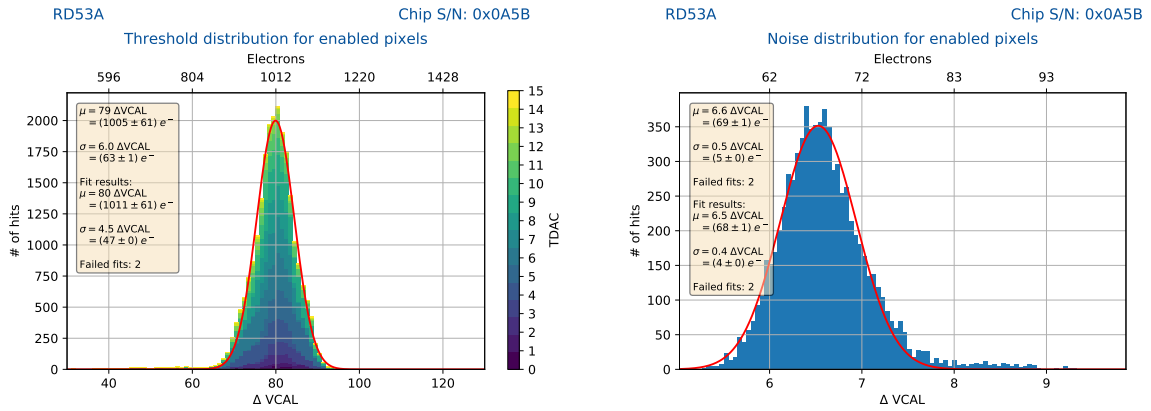 RD53A Chip S/N: 0x0A5B
Threshold distribution for enabled pixels
Electrons
596 804 1012 1220 1428
μ = 79 ΔVCAL
= (1005 ± 61) e⁻
σ = 6.0 ΔVCAL
= (63 ± 1) e⁻
Fit results:
μ = 80 ΔVCAL
= (1011 ± 61) e⁻
σ = 4.5 ΔVCAL
= (47 ± 0) e⁻
Failed fits: 2
# of hits
2000
1750
1500
1250
1000
750
500
250
0
40 60 80 100 120
Δ VCAL
15
14
13
12
11
10
9
8
7
6
5
4
3
2
1
0
TDAC
RD53A Chip S/N: 0x0A5B
Noise distribution for enabled pixels
Electrons
62 72 83 93
μ = 6.6 ΔVCAL
= (69 ± 1) e⁻
σ = 0.5 ΔVCAL
= (5 ± 0) e⁻
Failed fits: 2
Fit results:
μ = 6.5 ΔVCAL
= (68 ± 1) e⁻
σ = 0.4 ΔVCAL
= (4 ± 0) e⁻
Failed fits: 2
# of hits
350
300
250
200
150
100
50
0
6 7 8 9
Δ VCAL